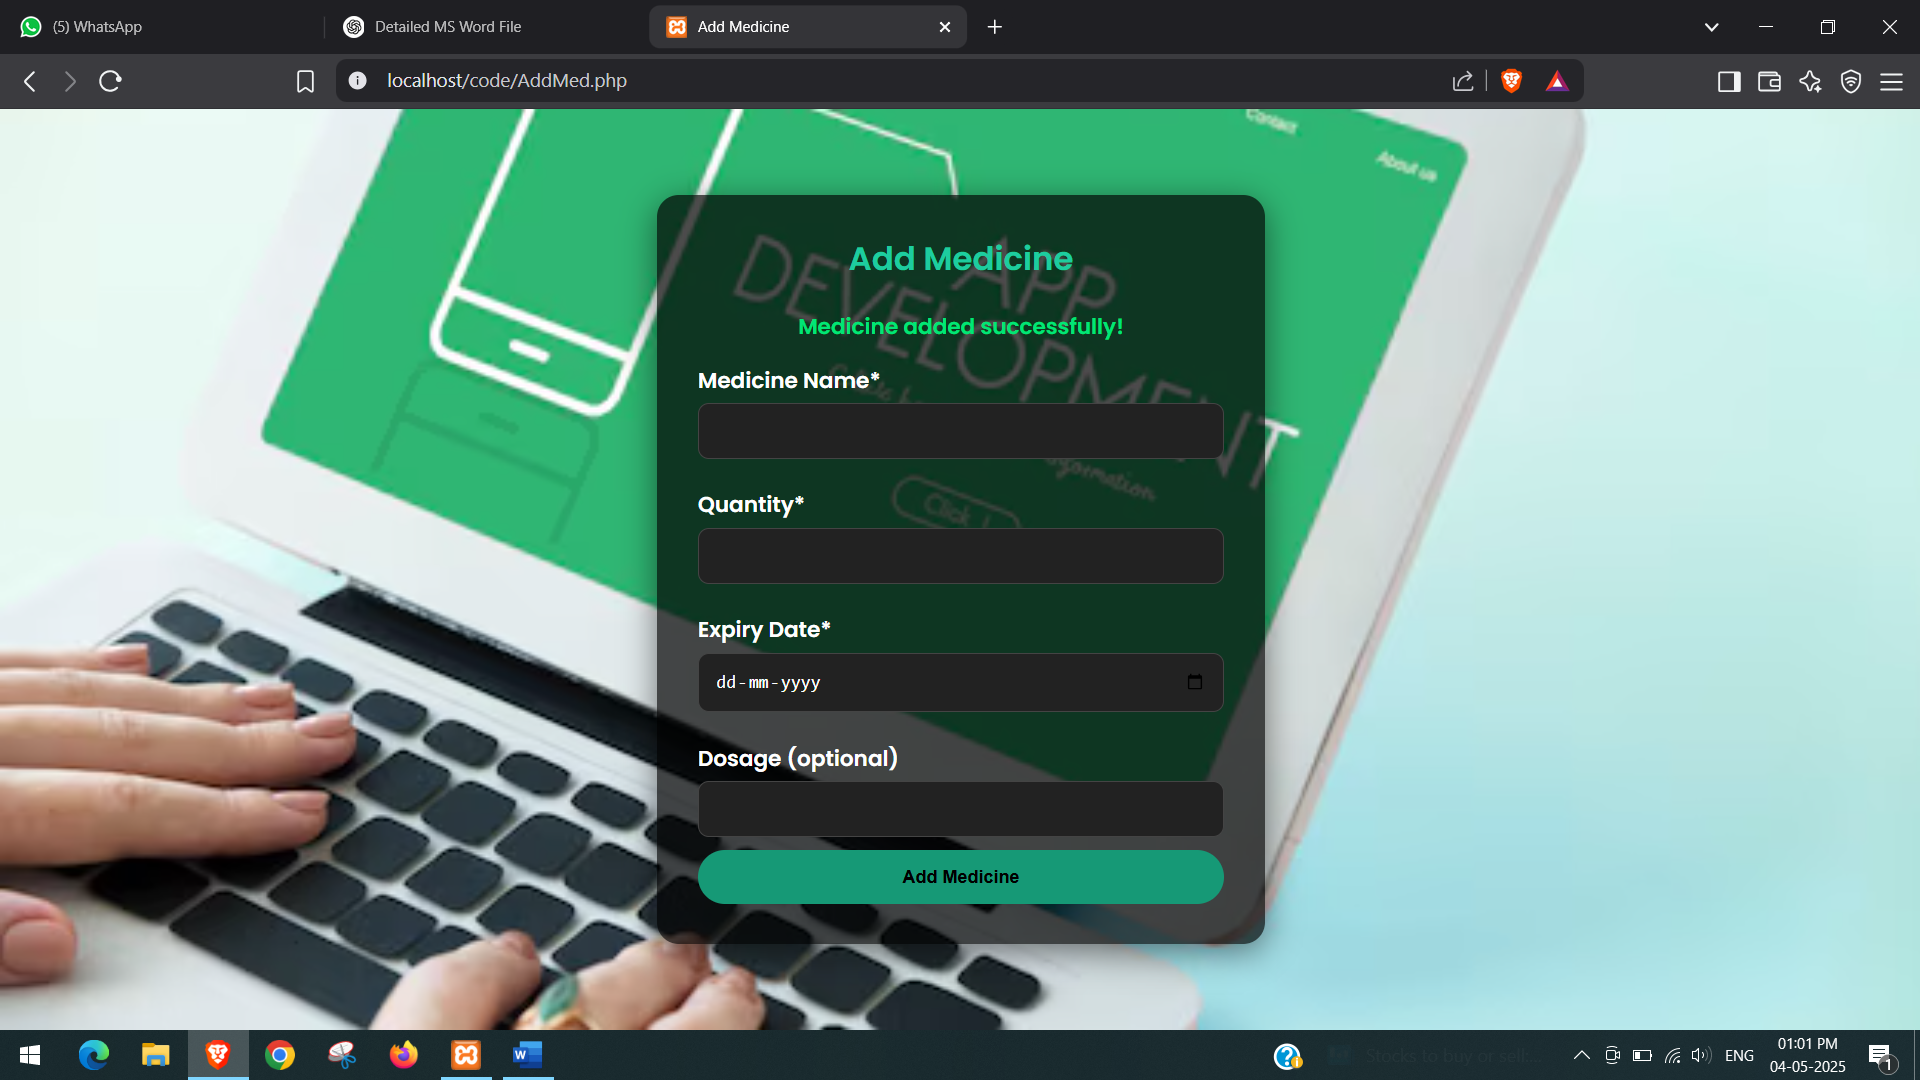 (5) WhatsApp
Detailed MS Word File
Add Medicine
localhost/code/AddMed.php
Contact
About us
APP
DEVELOPMENT
Click
information
Add Medicine
Medicine added successfully!
Medicine Name*
Quantity*
Expiry Date*
dd-mm-yyyy
Dosage (optional)
Add Medicine
Stocks to buy or sell:...
ENG
01:01 PM
04-05-2025
1